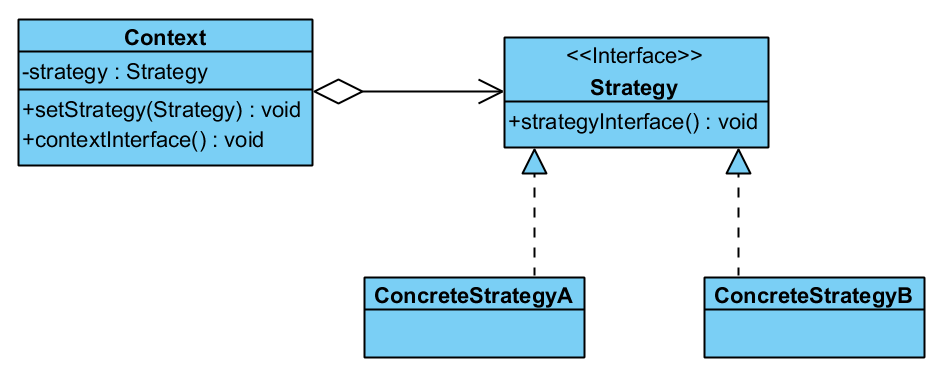 Context
-strategy : Strategy
+setStrategy(Strategy) : void
+contextInterface() : void
<<Interface>>
Strategy
+strategyInterface() : void
ConcreteStrategyA
ConcreteStrategyB